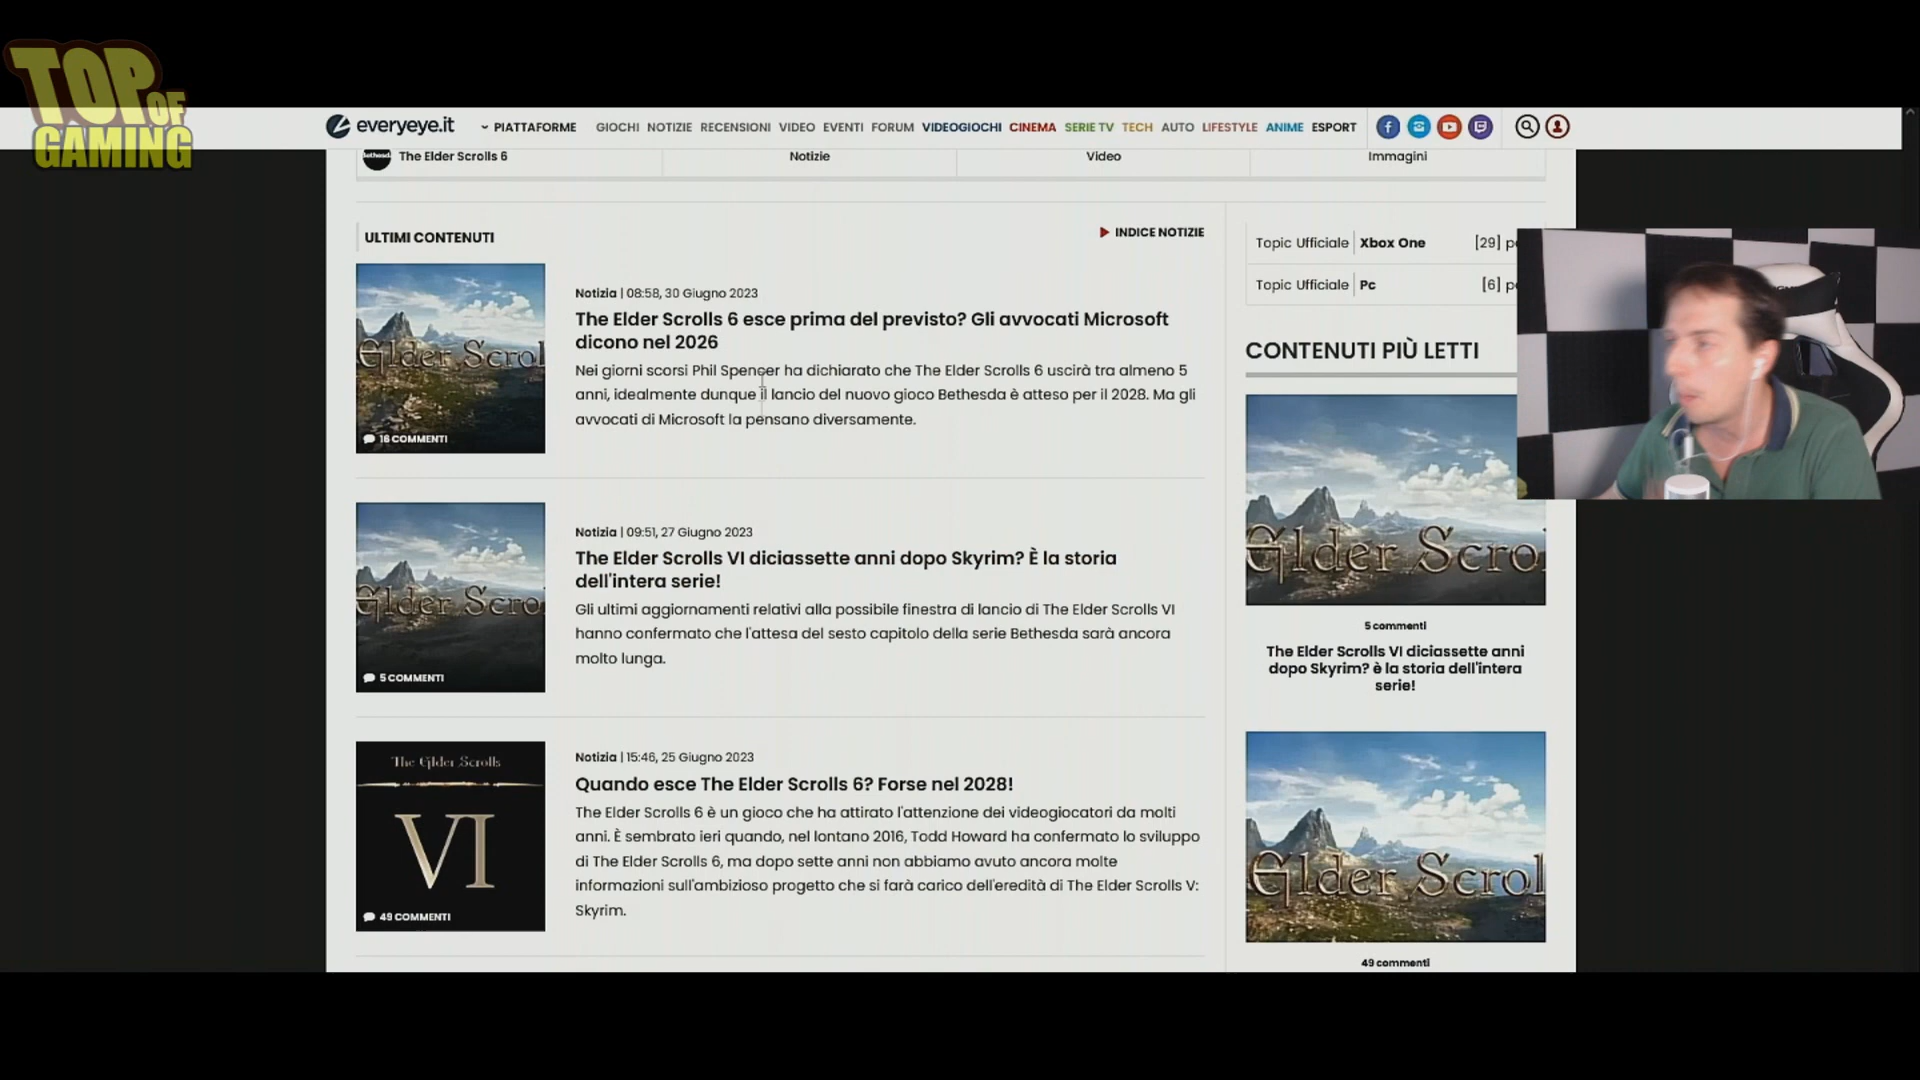 TOP OF
GAMING
everyeye.it
PIATTAFORME GIOCHI NOTIZIE RECENSIONI VIDEO EVENTI FORUM VIDEOGIOCHI CINEMA SERIE TV TECH AUTO LIFESTYLE ANIME ESPORT
The Elder Scrolls 6 Notizie Video Immagini
ULTIMI CONTENUTI
INDICE NOTIZIE
Elder Scrol
16 COMMENTI
Notizia | 08:58, 30 Giugno 2023
The Elder Scrolls 6 esce prima del previsto? Gli avvocati Microsoft
dicono nel 2026
Nei giorni scorsi Phil Spencer ha dichiarato che The Elder Scrolls 6 uscirà tra almeno 5
anni, idealmente dunque il lancio del nuovo gioco Bethesda è atteso per il 2028. Ma gli
avvocati di Microsoft la pensano diversamente.
Elder Scro
5 COMMENTI
Notizia | 09:51, 27 Giugno 2023
The Elder Scrolls VI diciassette anni dopo Skyrim? È la storia
dell'intera serie!
Gli ultimi aggiornamenti relativi alla possibile finestra di lancio di The Elder Scrolls VI
hanno confermato che l'attesa del sesto capitolo della serie Bethesda sarà ancora
molto lunga.
The Elder Scrolls
VI
49 COMMENTI
Notizia | 15:46, 25 Giugno 2023
Quando esce The Elder Scrolls 6? Forse nel 2028!
The Elder Scrolls 6 è un gioco che ha attirato l'attenzione dei videogiocatori da molti
anni. È sembrato ieri quando, nel lontano 2016, Todd Howard ha confermato lo sviluppo
di The Elder Scrolls 6, ma dopo sette anni non abbiamo avuto ancora molte
informazioni sull'ambizioso progetto che si farà carico dell'eredità di The Elder Scrolls V:
Skyrim.
Topic Ufficiale Xbox One [29] p
Topic Ufficiale Pc [6] p
CONTENUTI PIÙ LETTI
Elder Scro
5 commenti
The Elder Scrolls VI diciassette anni
dopo Skyrim? è la storia dell'intera
serie!
Elder Scrol
49 commenti